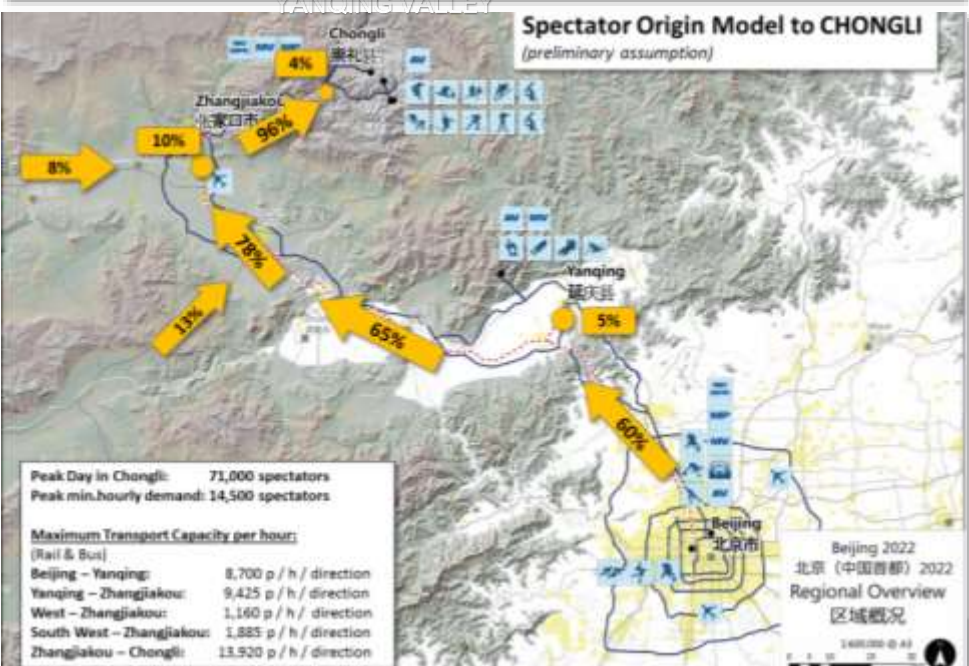 YANQING VALLEY
Spectator Origin Model to CHONGLI
(preliminary assumption)
Chongli
崇礼县
4%
Zhangjiakou
张家口市
96%
10%
8%
78%
13%
65%
Yanqing
延庆县
5%
60%
Beijing
北京市
Peak Day in Chongli: 71,000 spectators
Peak min.hourly demand: 14,500 spectators
Maximum Transport Capacity per hour:
(Rail & Bus)
Beijing – Yanqing: 8,700 p / h / direction
Yanqing – Zhangjiakou: 9,425 p / h / direction
West – Zhangjiakou: 1,160 p / h / direction
South West – Zhangjiakou: 1,885 p / h / direction
Zhangjiakou – Chongli: 13,920 p / h / direction
Beijing 2022
北京（中国首都）2022
Regional Overview
区域概况